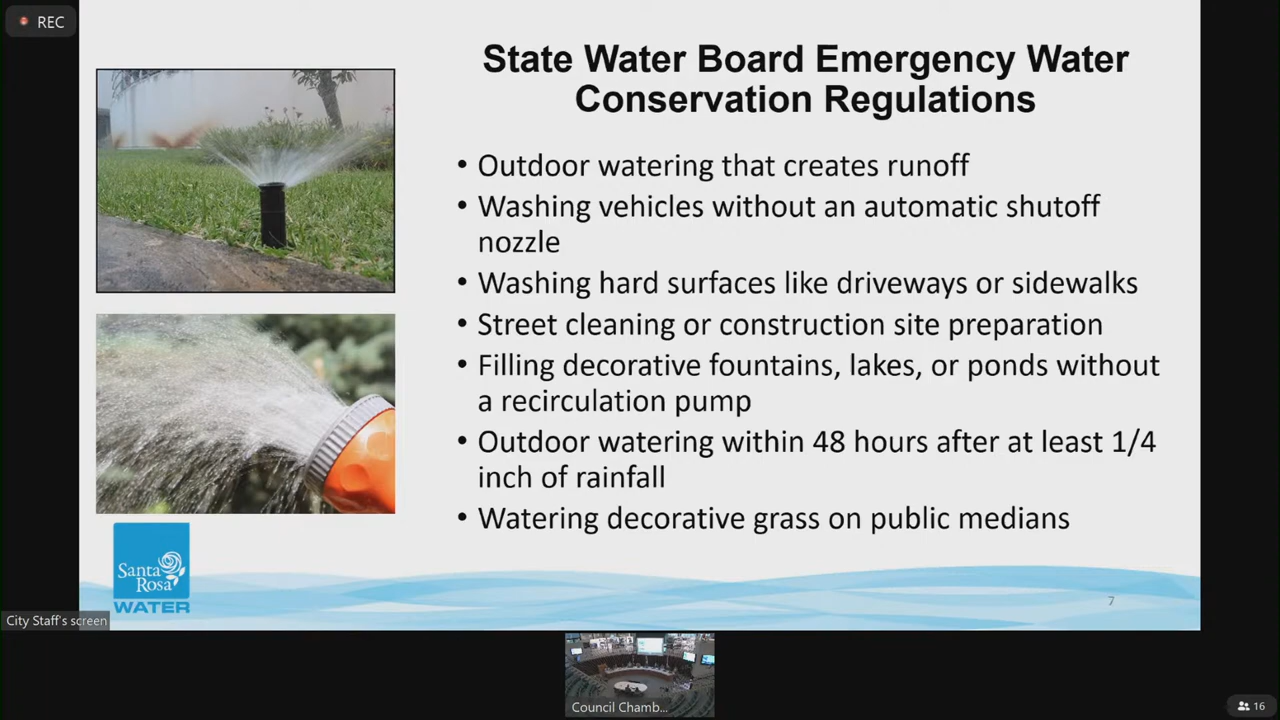 REC
State Water Board Emergency Water
Conservation Regulations
• Outdoor watering that creates runoff
• Washing vehicles without an automatic shutoff
nozzle
• Washing hard surfaces like driveways or sidewalks
• Street cleaning or construction site preparation
• Filling decorative fountains, lakes, or ponds without
a recirculation pump
• Outdoor watering within 48 hours after at least 1/4
inch of rainfall
• Watering decorative grass on public medians
Santa
Rosa
WATER
7
City Staff's screen
Council Chamb...
16